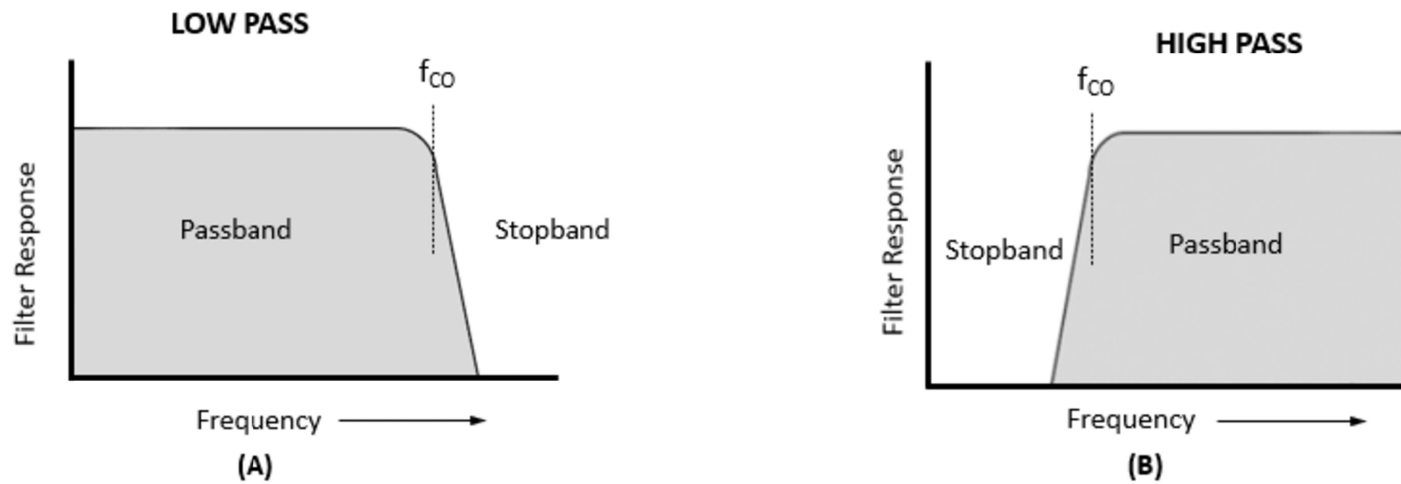 LOW PASS
f_CO
Filter Response
Passband
Stopband
Frequency
(A)
HIGH PASS
f_CO
Filter Response
Stopband
Passband
Frequency
(B)